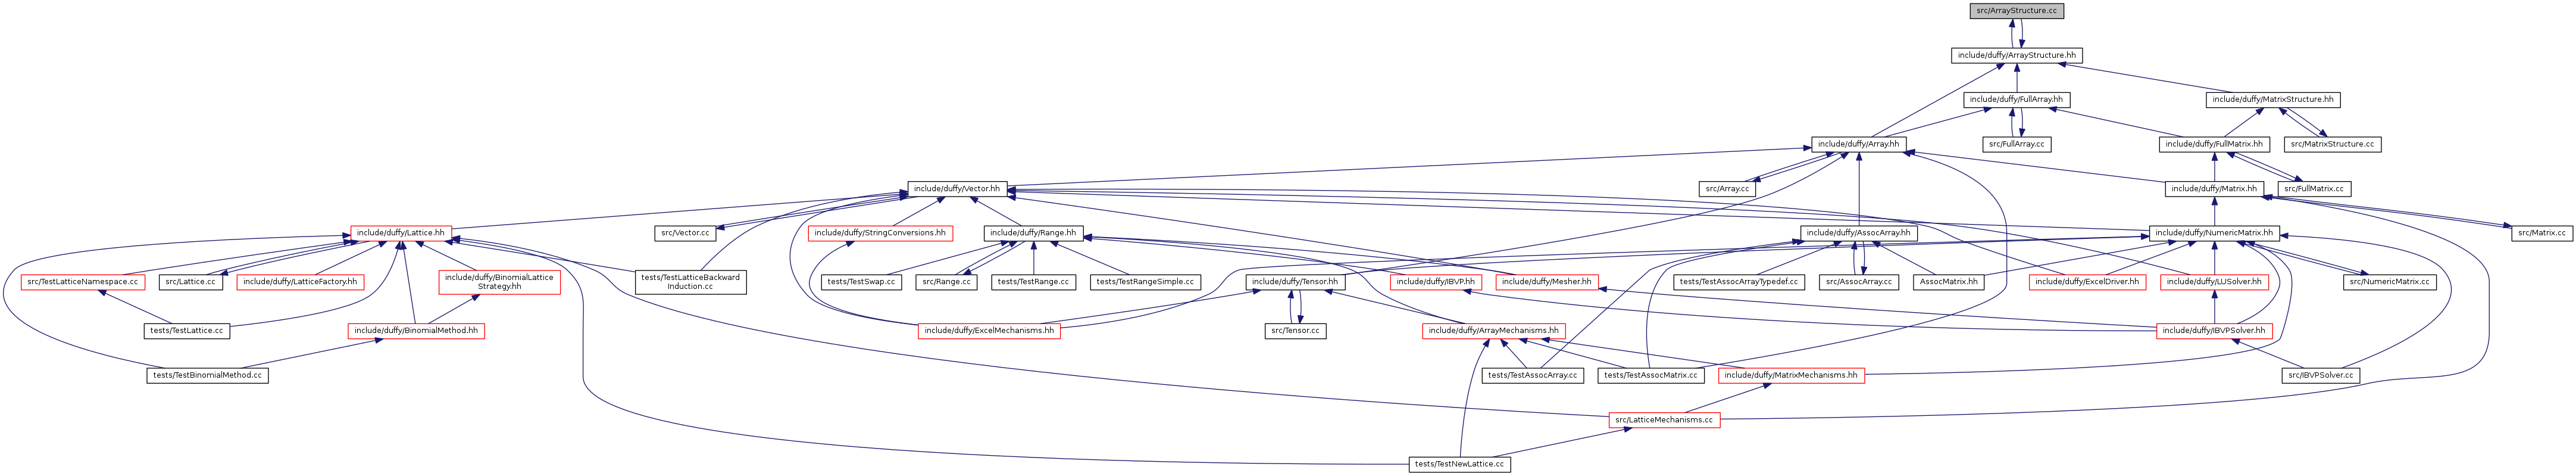 src/ArrayStructure.cc
include/duffy/ArrayStructure.hh
include/duffy/FullArray.hh
include/duffy/MatrixStructure.hh
include/duffy/Array.hh
src/FullArray.cc
include/duffy/FullMatrix.hh
src/MatrixStructure.cc
include/duffy/Vector.hh
src/Array.cc
include/duffy/Matrix.hh
src/FullMatrix.cc
include/duffy/Lattice.hh
src/Vector.cc
include/duffy/StringConversions.hh
include/duffy/Range.hh
include/duffy/AssocArray.hh
include/duffy/NumericMatrix.hh
src/Matrix.cc
src/TestLatticeNamespace.cc
src/Lattice.cc
include/duffy/LatticeFactory.hh
include/duffy/BinomialLattice
Strategy.hh
tests/TestLatticeBackward
Induction.cc
tests/TestSwap.cc
src/Range.cc
tests/TestRange.cc
tests/TestRangeSimple.cc
include/duffy/Tensor.hh
include/duffy/IBVP.hh
include/duffy/Mesher.hh
tests/TestAssocArrayTypedef.cc
src/AssocArray.cc
AssocMatrix.hh
include/duffy/ExcelDriver.hh
include/duffy/LUSolver.hh
src/NumericMatrix.cc
tests/TestLattice.cc
include/duffy/BinomialMethod.hh
include/duffy/ExcelMechanisms.hh
src/Tensor.cc
include/duffy/ArrayMechanisms.hh
include/duffy/IBVPSolver.hh
tests/TestBinomialMethod.cc
tests/TestAssocArray.cc
tests/TestAssocMatrix.cc
include/duffy/MatrixMechanisms.hh
src/IBVPSolver.cc
src/LatticeMechanisms.cc
tests/TestNewLattice.cc